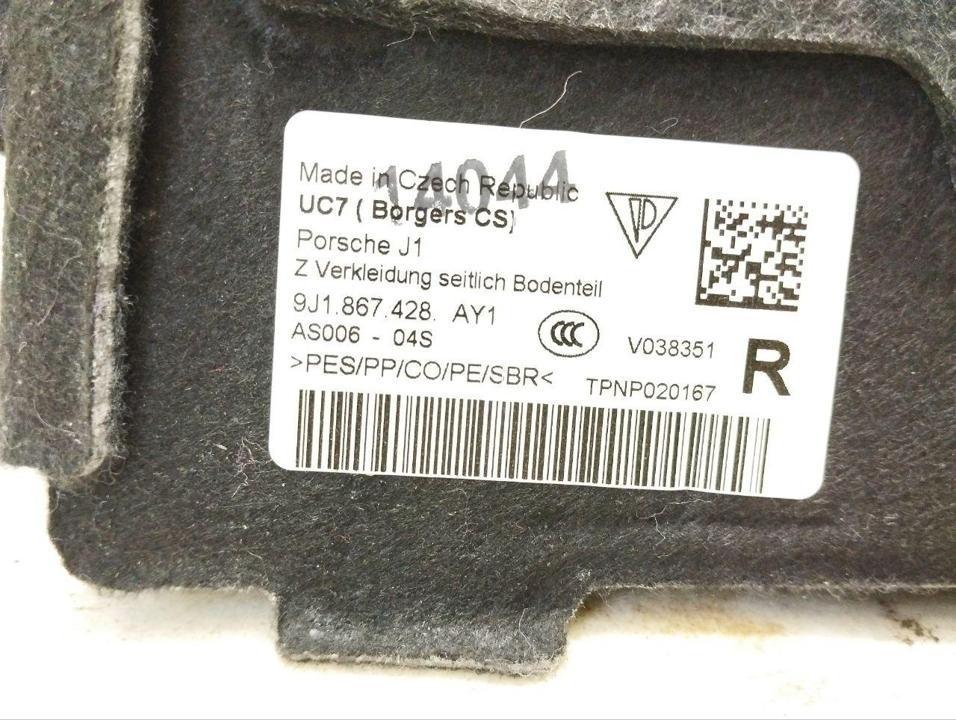 14044
Made in Czech Republic
UC7 ( Borgers CS)
Porsche J1
Z Verkleidung seitlich Bodenteil
9J1.867.428. AY1
AS006 - 04S
V038351
R
>PES/PP/CO/PE/SBR<
TPNP020167